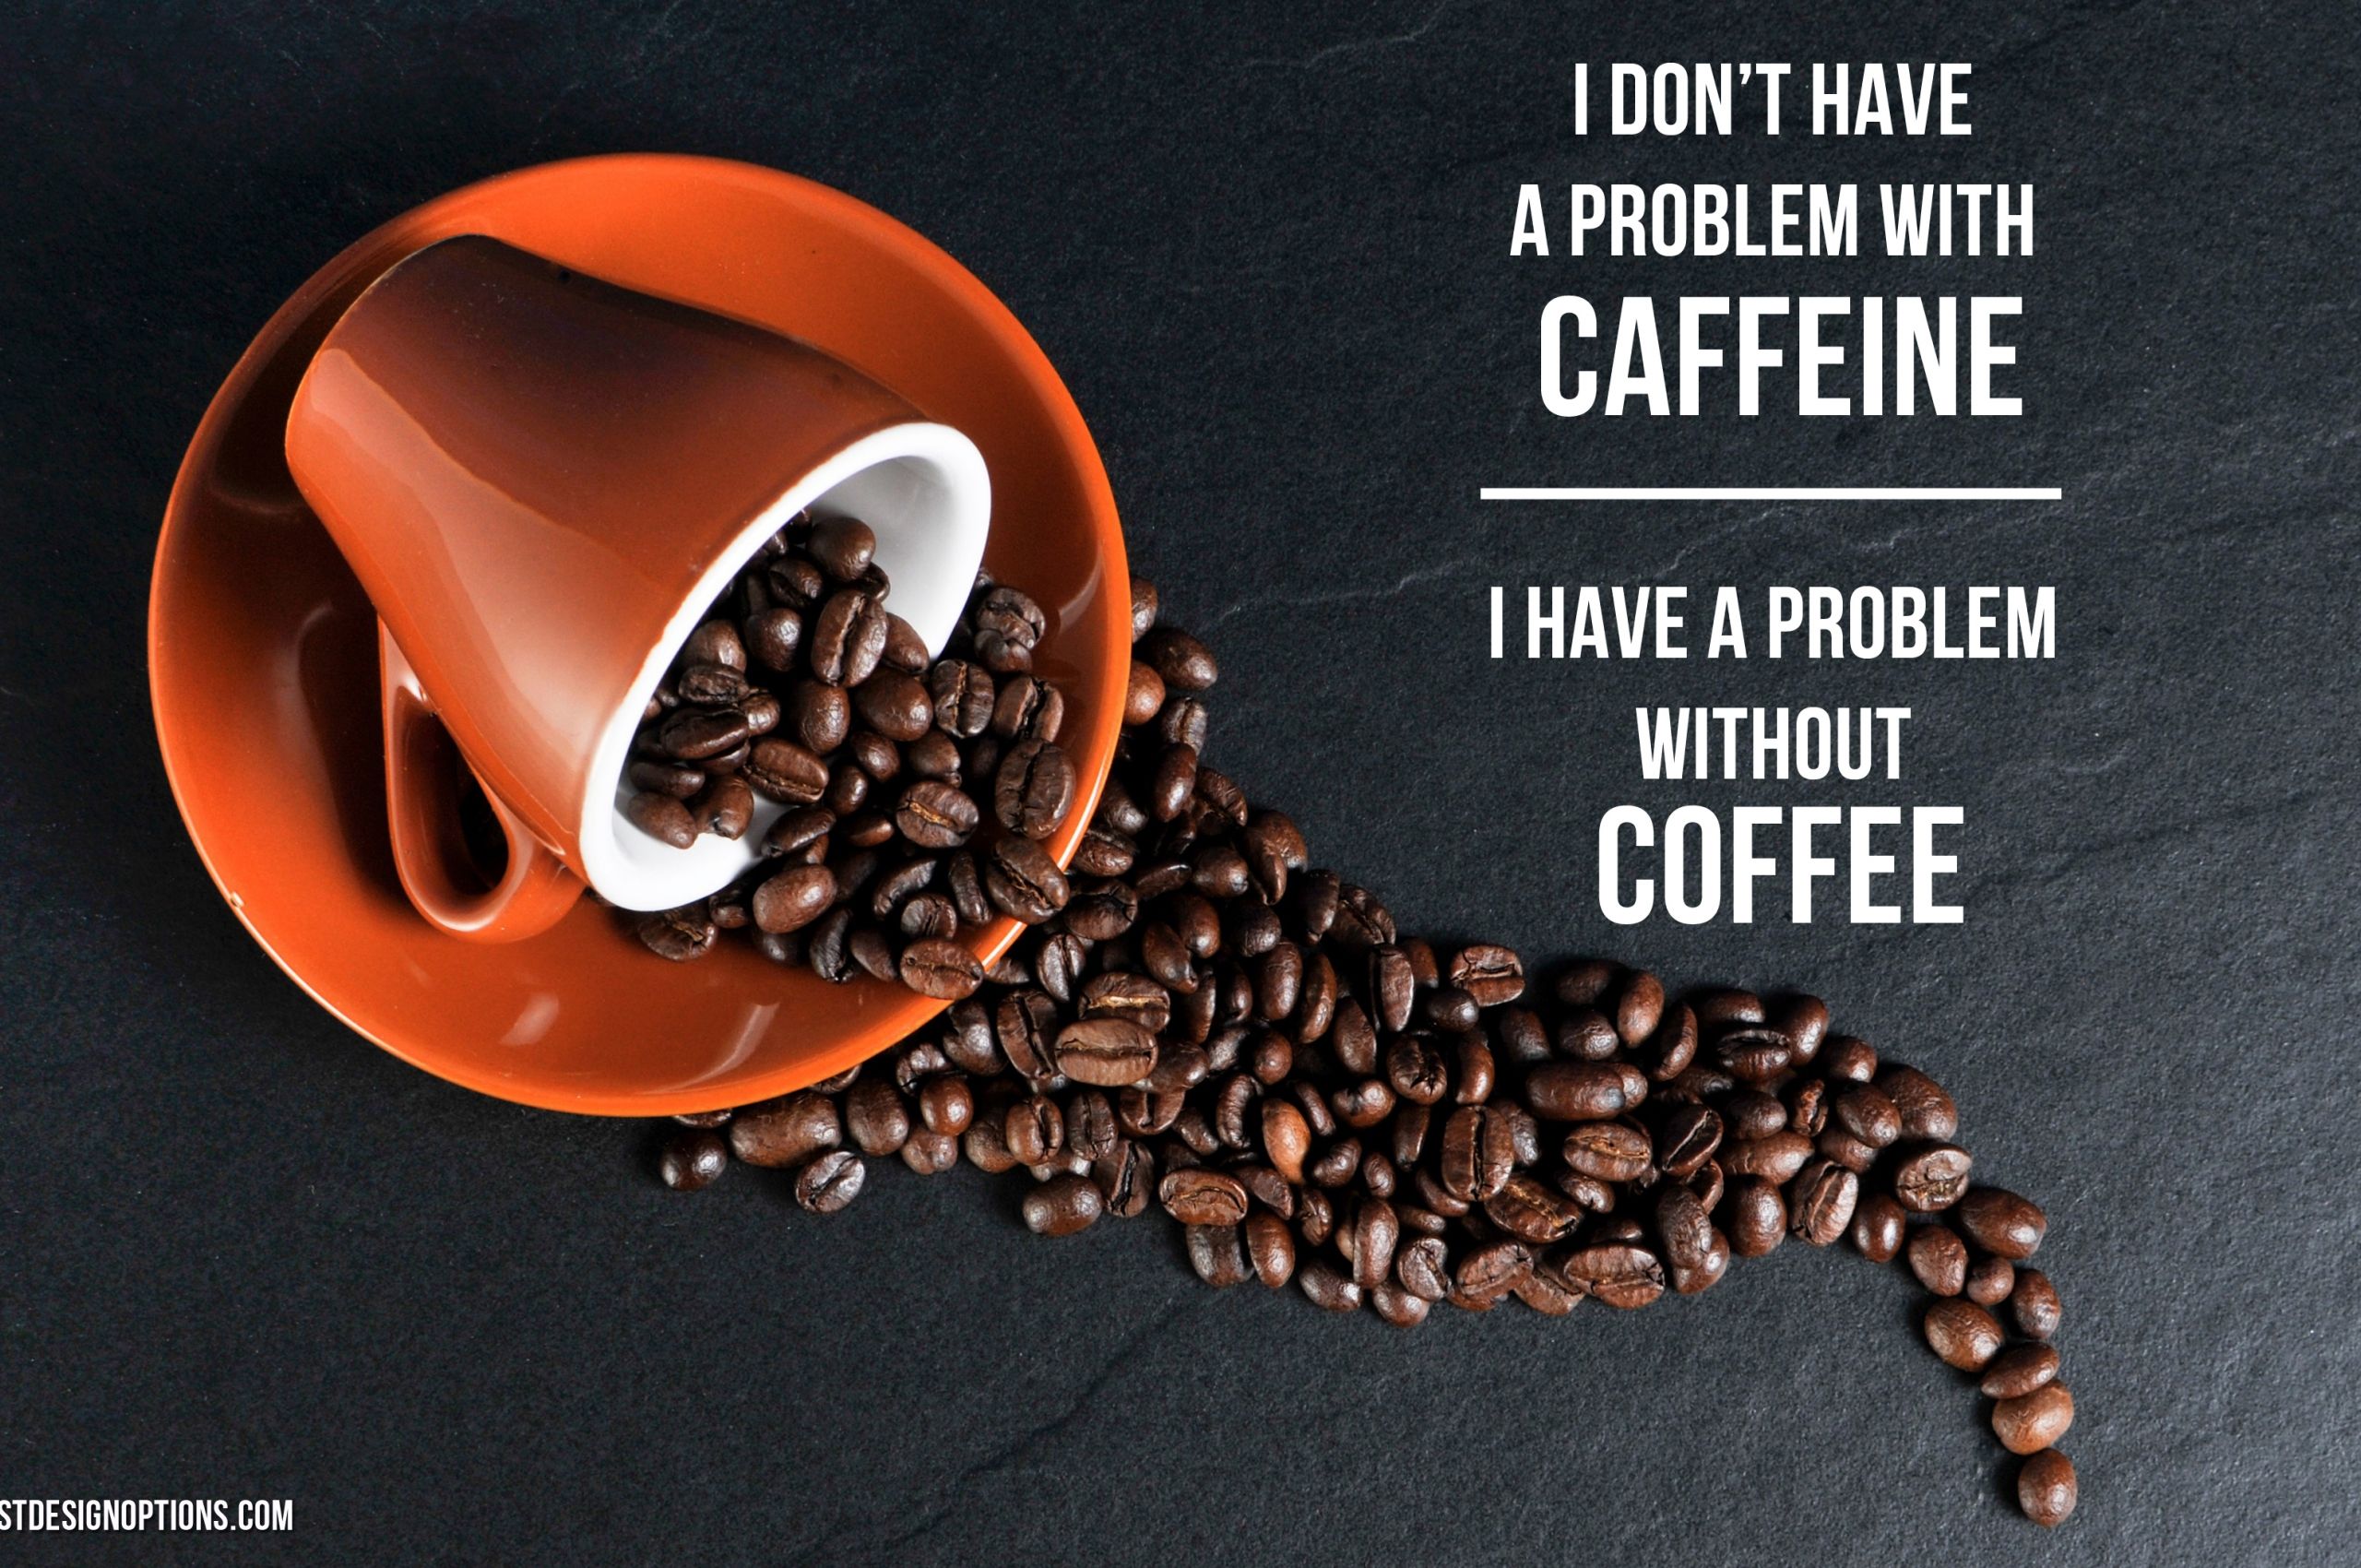 I DON'T HAVE
A PROBLEM WITH
CAFFEINE
I HAVE A PROBLEM
WITHOUT
COFFEE
STDESIGNOPTIONS.COM